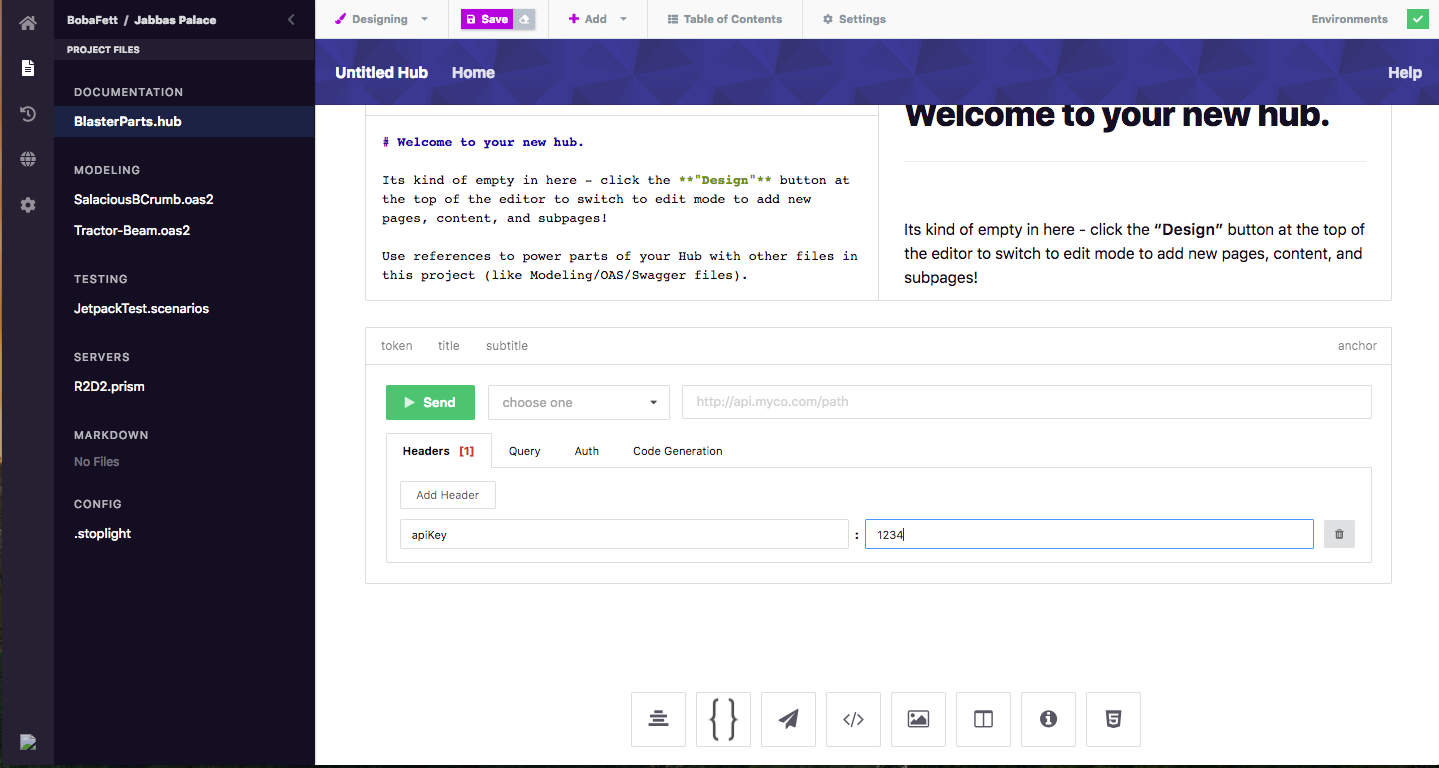 BobaFett / Jabbas Palace
PROJECT FILES
DOCUMENTATION
BlasterParts.hub
MODELING
SalaciousBCrumb.oas2
Tractor-Beam.oas2
TESTING
JetpackTest.scenarios
SERVERS
R2D2.prism
MARKDOWN
No Files
CONFIG
.stoplight
Designing
Save
Add
Table of Contents
Settings
Environments
Untitled Hub
Home
Help
# Welcome to your new hub.
Its kind of empty in here - click the **"Design"** button at
the top of the editor to switch to edit mode to add new
pages, content, and subpages!
Use references to power parts of your Hub with other files in
this project (like Modeling/OAS/Swagger files).
Welcome to your new hub.
Its kind of empty in here - click the “Design” button at the top of
the editor to switch to edit mode to add new pages, content, and
subpages!
token
title
subtitle
anchor
Send
choose one
http://api.myco.com/path
Headers [1]
Query
Auth
Code Generation
Add Header
apiKey
:
1234